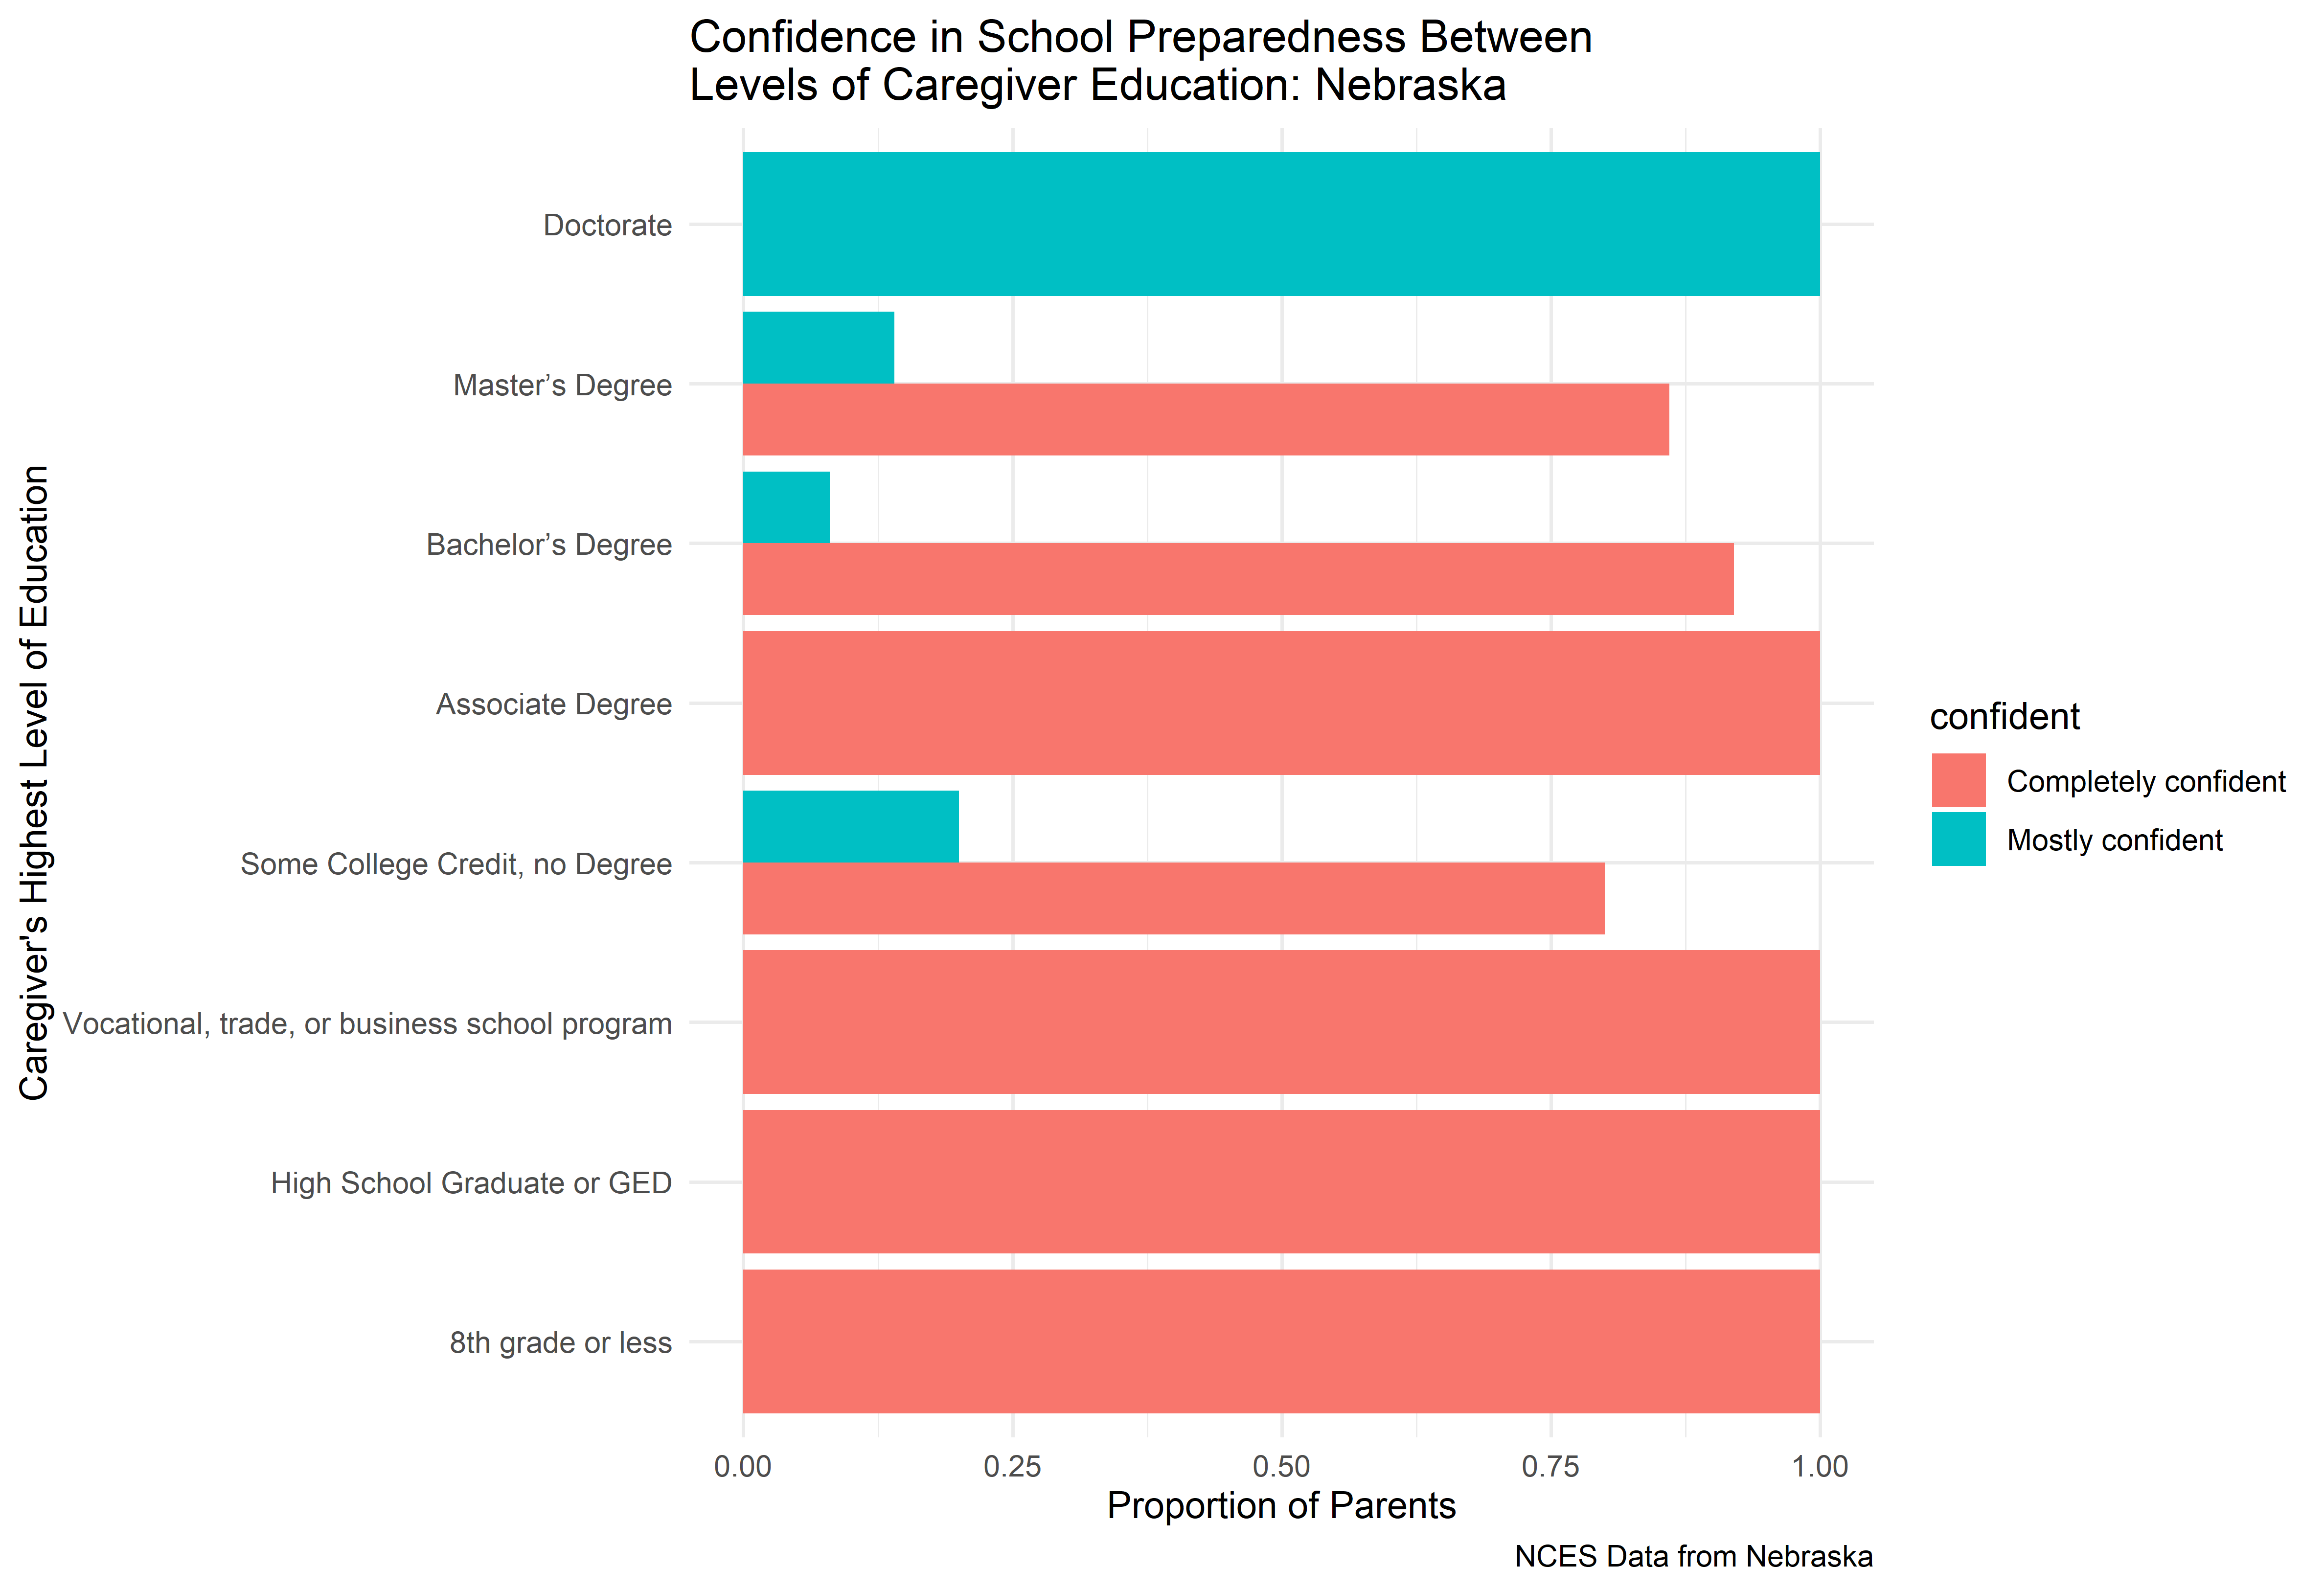 Confidence in School Preparedness Between
Levels of Caregiver Education: Nebraska
Caregiver's Highest Level of Education
Doctorate
Master’s Degree
Bachelor’s Degree
Associate Degree
Some College Credit, no Degree
Vocational, trade, or business school program
High School Graduate or GED
8th grade or less
0.00 0.25 0.50 0.75 1.00
Proportion of Parents
confident
Completely confident
Mostly confident
NCES Data from Nebraska